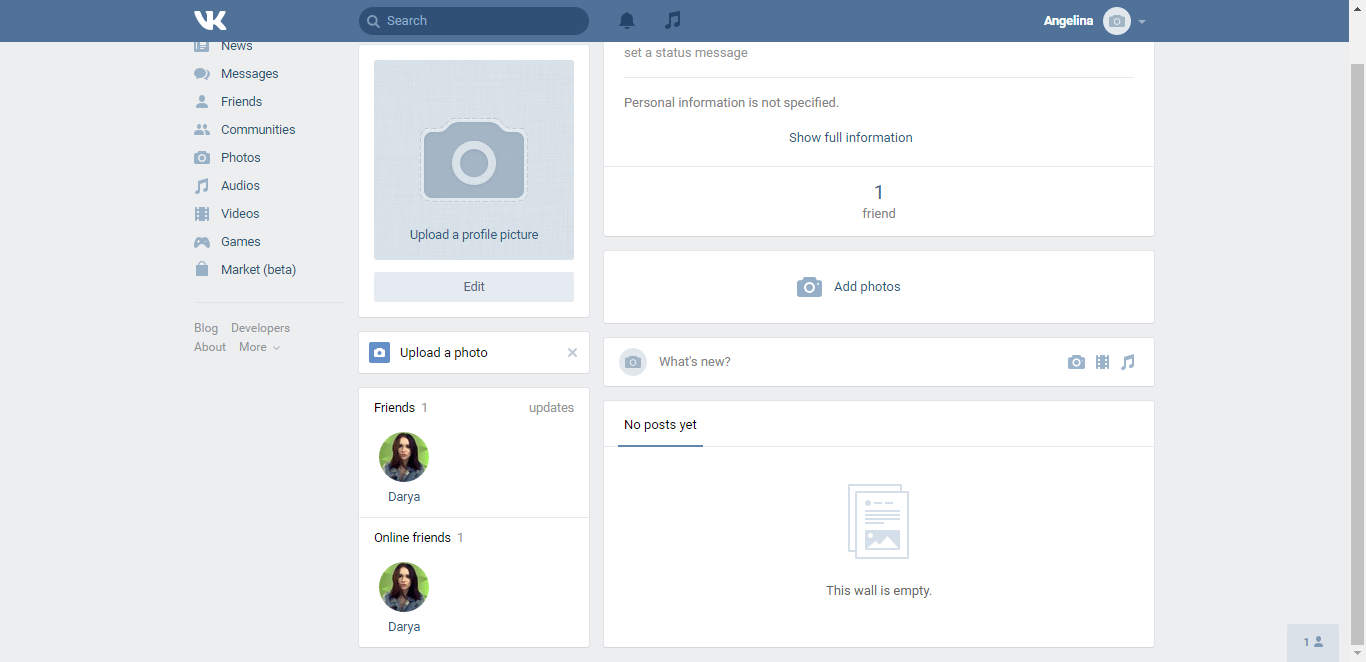 VK
Search
Angelina
News
Messages
Friends
Communities
Photos
Audios
Videos
Games
Market (beta)
Blog Developers
About More
Upload a profile picture
Edit
Upload a photo
Friends 1 updates
Darya
Online friends 1
Darya
set a status message
Personal information is not specified.
Show full information
1
friend
Add photos
What's new?
No posts yet
This wall is empty.
1